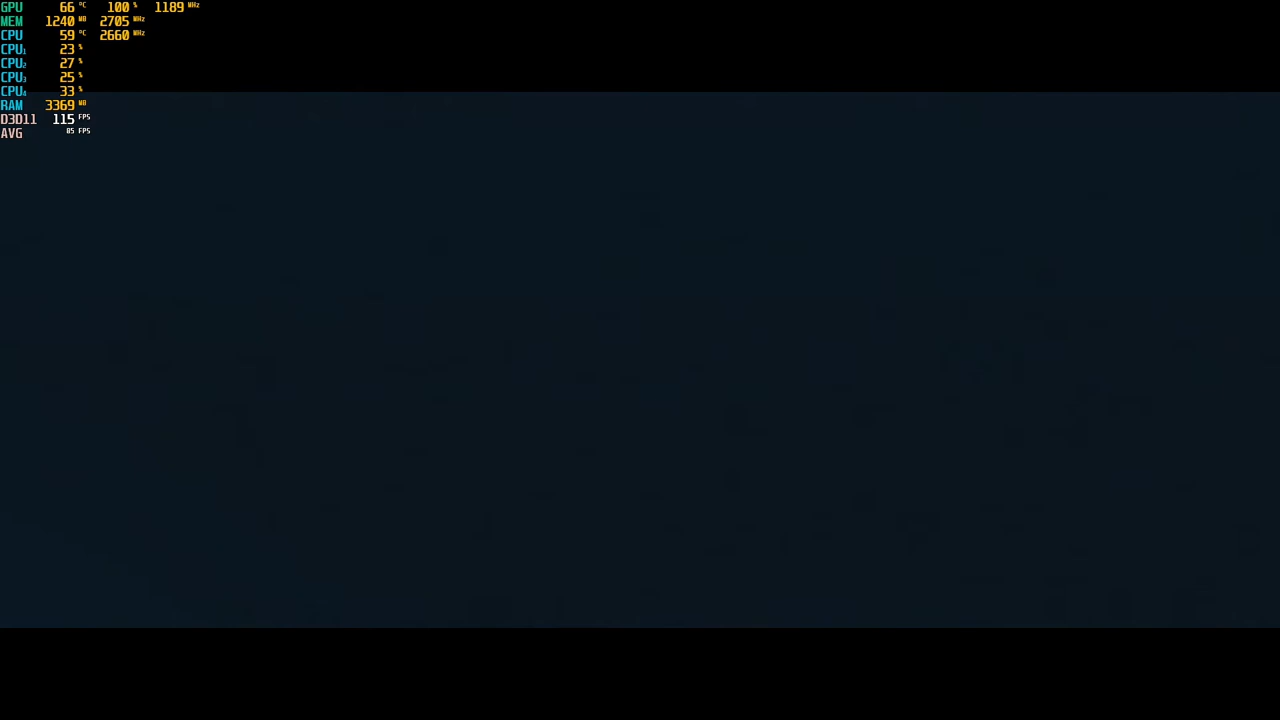 GPU 66 °C 100 % 1189 MHz
MEM 1240 MB 2705 MHz
CPU 59 °C 2660 MHz
CPU₁ 23 %
CPU₂ 27 %
CPU₃ 25 %
CPU₄ 33 %
RAM 3369 MB
D3D11 115 FPS
AVG 85 FPS